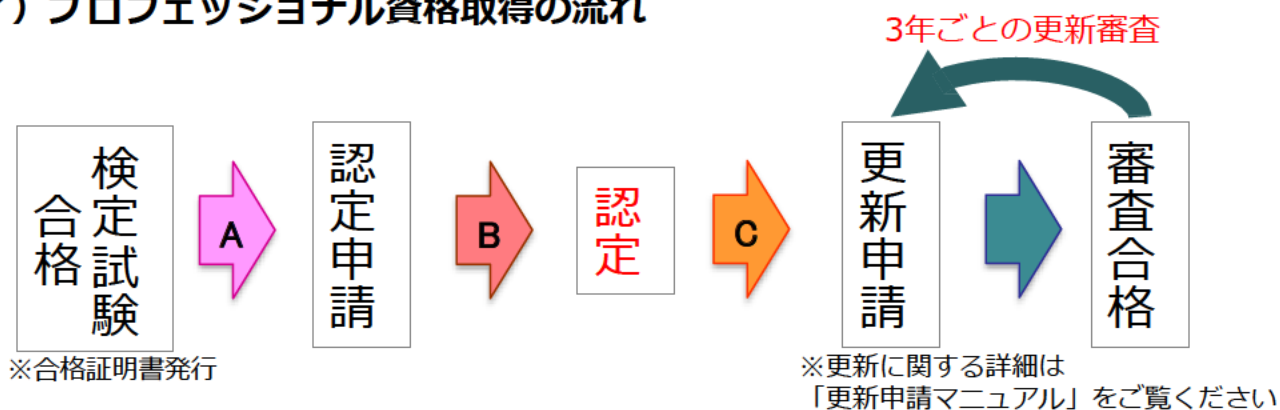 ）プロフェッショナル資格取得の流れ
3年ごとの更新審査
検定試験
合格
A
認定申請
B
認定
C
更新申請
審査合格
※合格証明書発行
※更新に関する詳細は
「更新申請マニュアル」をご覧ください